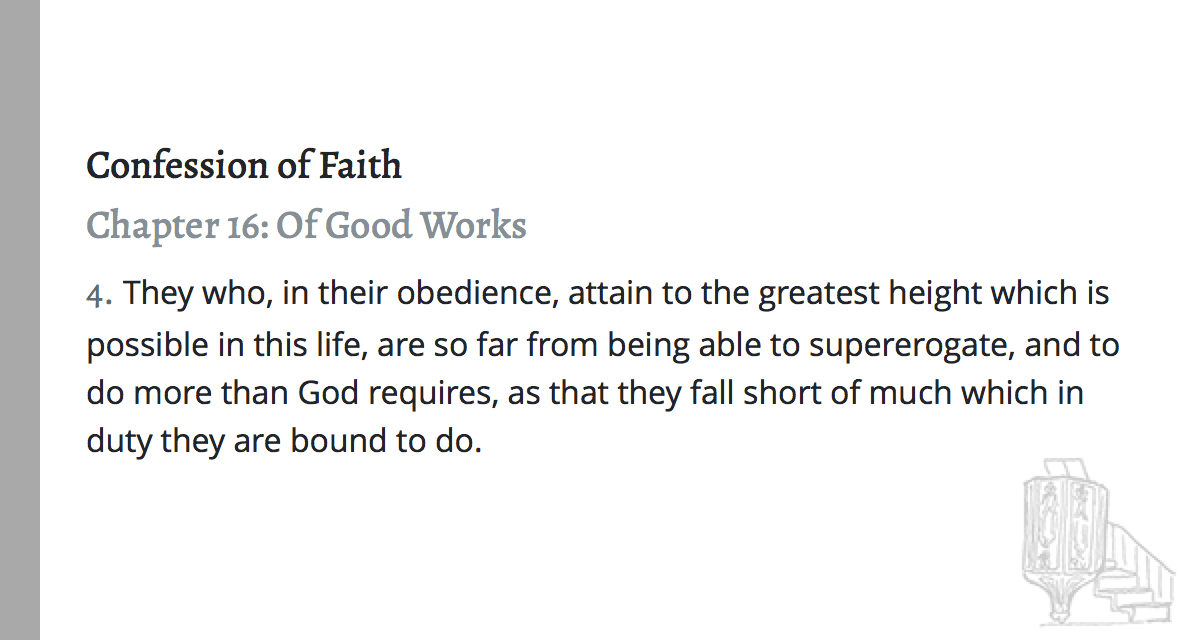 Confession of Faith
Chapter 16: Of Good Works
4. They who, in their obedience, attain to the greatest height which is
possible in this life, are so far from being able to supererogate, and to
do more than God requires, as that they fall short of much which in
duty they are bound to do.